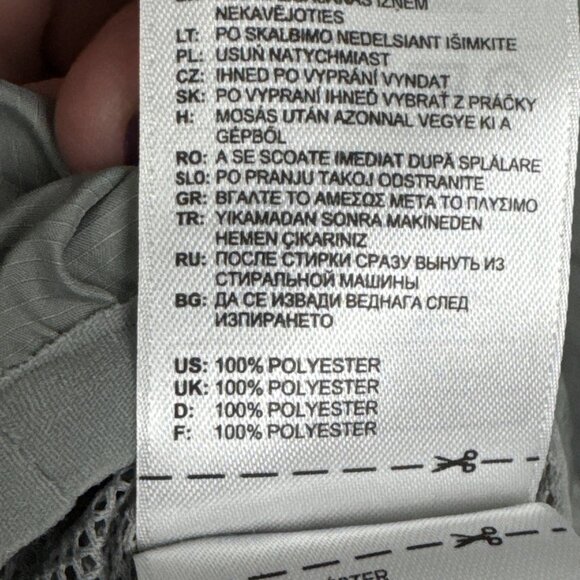 NEKAVĒJOTIES
LT: PO SKALBIMO NEDELSIANT IŠIMKITE
PL: USUŃ NATYCHMIAST
CZ: IHNED PO VYPRÁNÍ VYNDAT
SK: PO VYPRANÍ IHNEĎ VYBRAŤ Z PRÁČKY
H: MOSÁS UTÁN AZONNAL VEGYE KI A
GÉPBŐL
RO: A SE SCOATE IMEDIAT DUPĂ SPĂLARE
SLO: PO PRANJU TAKOJ ODSTRANITE
GR: ΒΓΑΛΤΕ ΤΟ ΑΜΕΣΩΣ ΜΕΤΑ ΤΟ ΠΛΥΣΙΜΟ
TR: YIKAMADAN SONRA MAKİNEDEN
HEMEN ÇIKARINIZ
RU: ПОСЛЕ СТИРКИ СРАЗУ ВЫНУТЬ ИЗ
СТИРАЛЬНОЙ МАШИНЫ
BG: ДА СЕ ИЗВАДИ ВЕДНАГА СЛЕД
ИЗПИРАНЕТО
US: 100% POLYESTER
UK: 100% POLYESTER
D: 100% POLYESTER
F: 100% POLYESTER